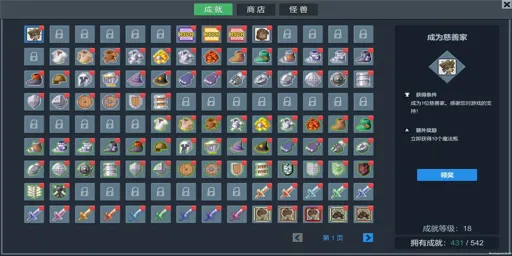 成就
商店
怪兽
成为慈善家
获得条件
成为1位慈善家。感谢您对游戏的支
持!
额外奖励
立即获得10个魔法瓶
领奖
成就等级:18
第 1 页
拥有成就:431 / 542